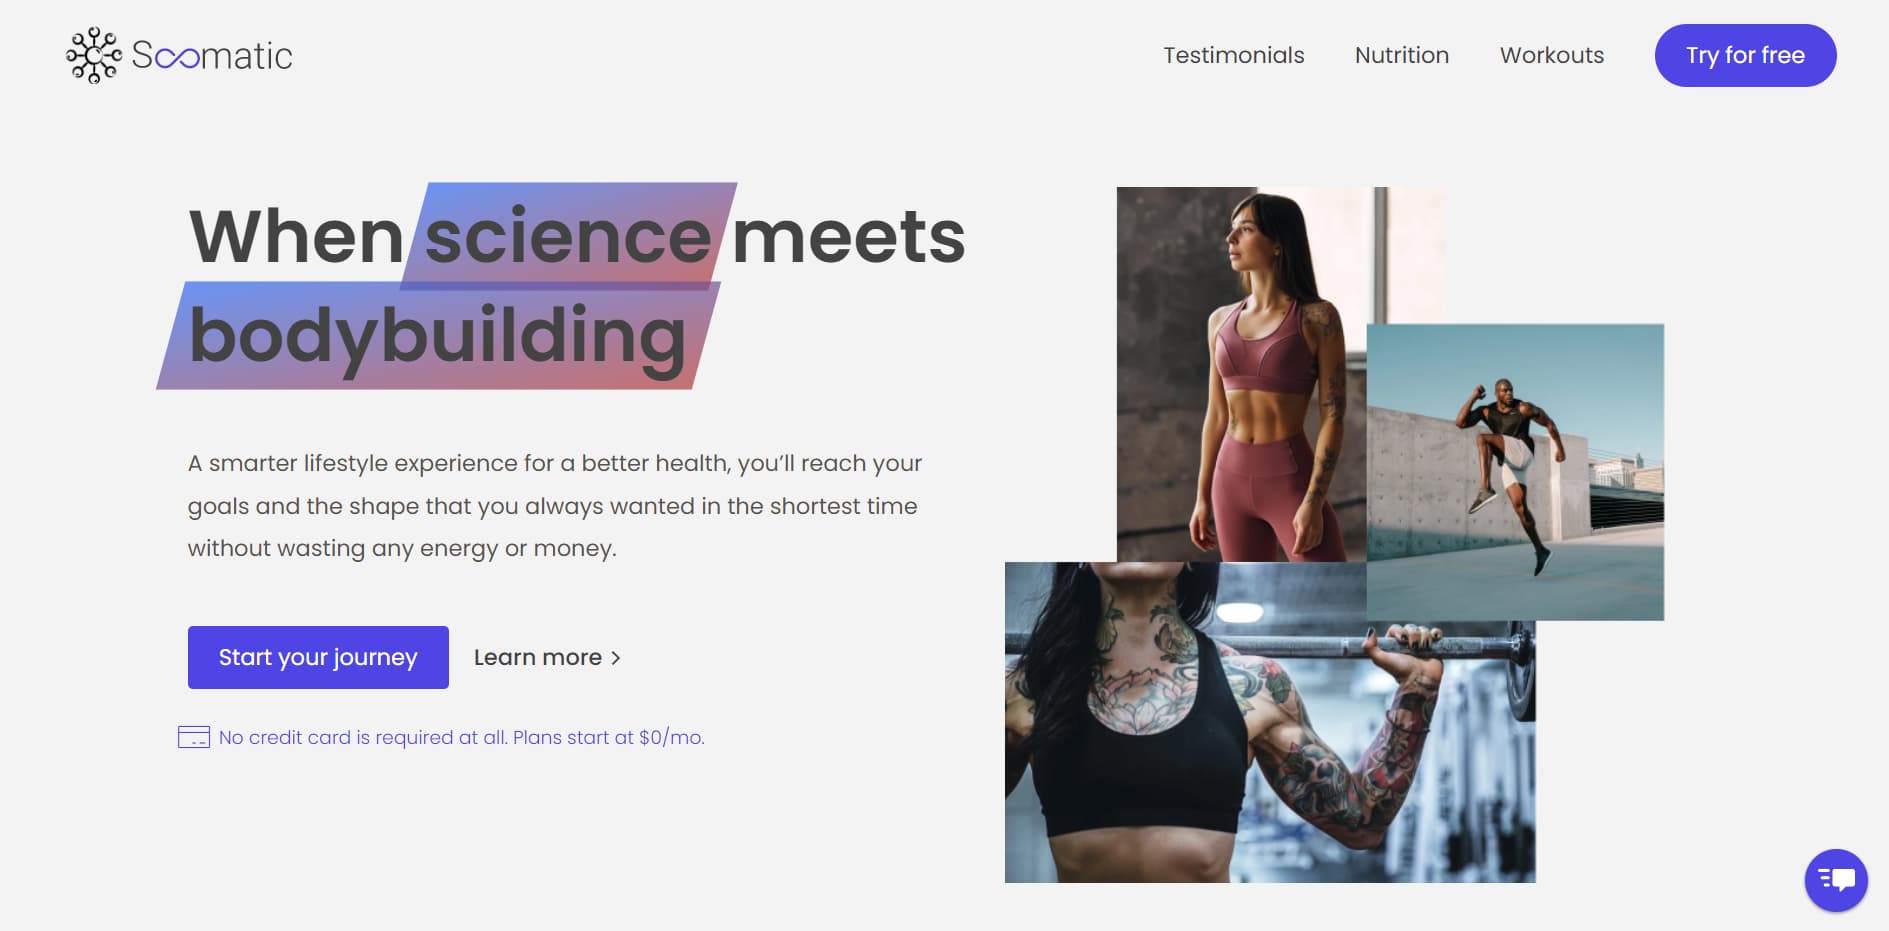 Soomatic
Testimonials
Nutrition
Workouts
Try for free
When science meets
bodybuilding
A smarter lifestyle experience for a better health, you’ll reach your
goals and the shape that you always wanted in the shortest time
without wasting any energy or money.
Start your journey
Learn more
No credit card is required at all. Plans start at $0/mo.